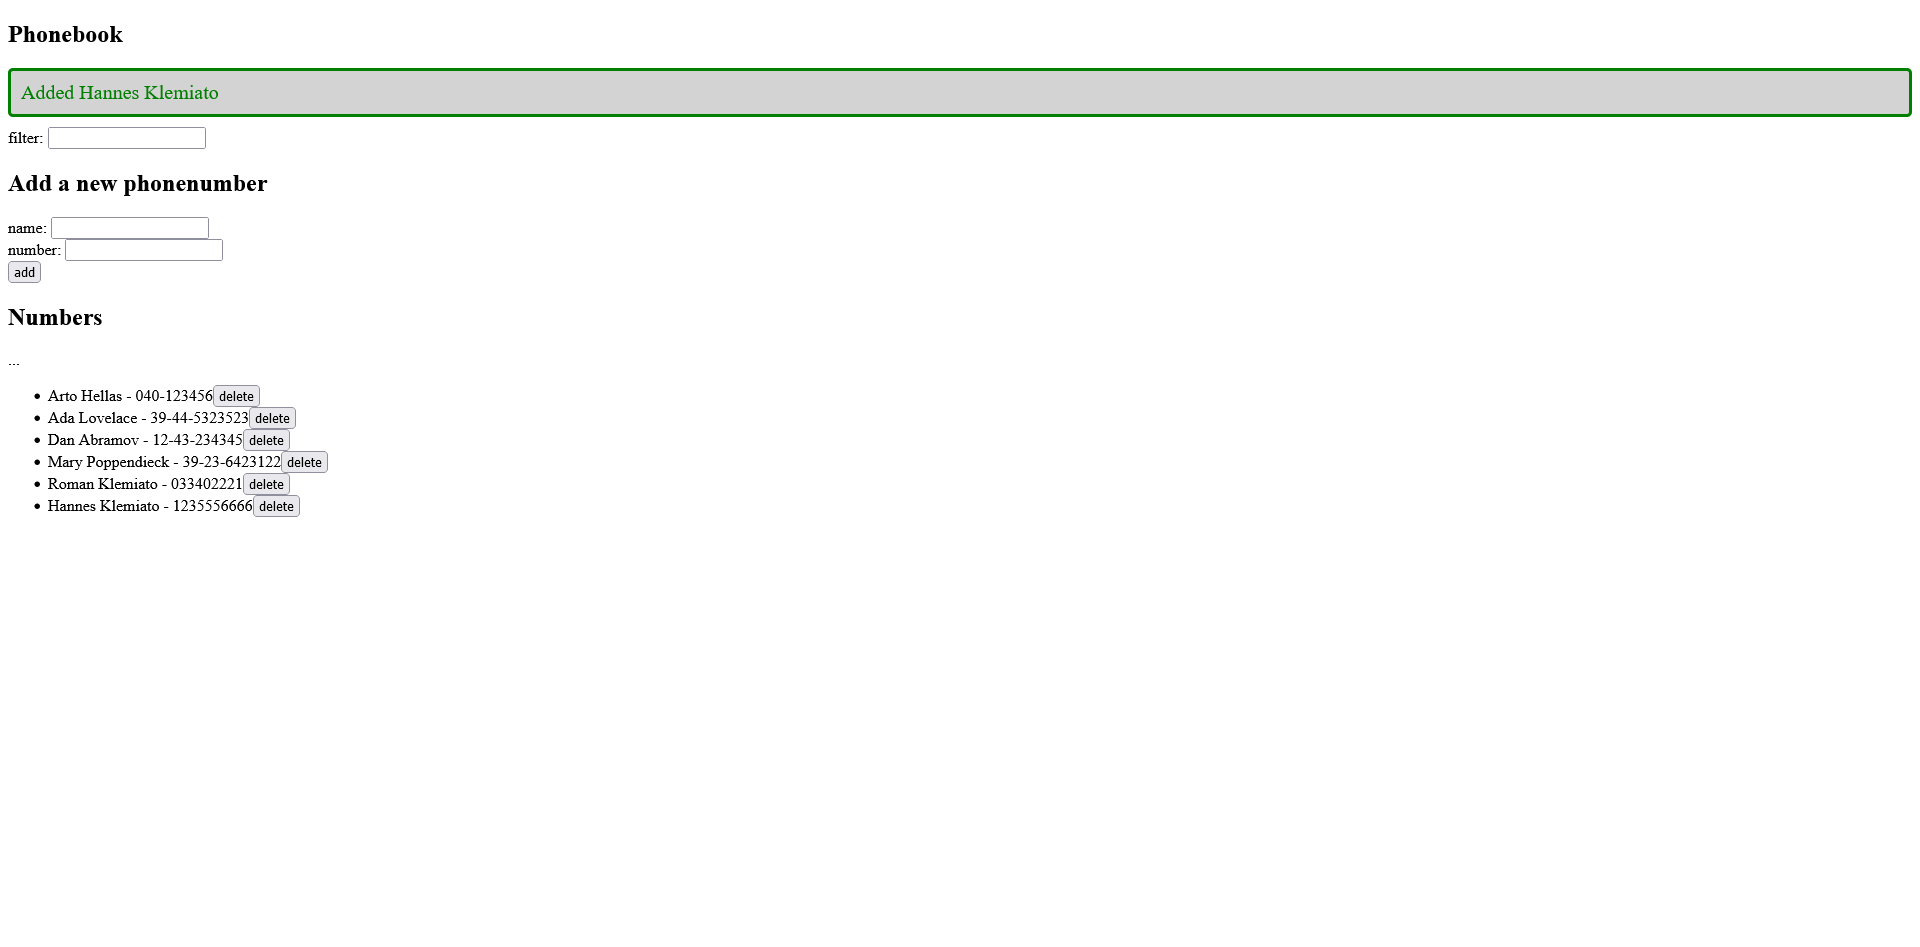 Phonebook
Added Hannes Klemiato
filter:
Add a new phonenumber
name:
number:
add
Numbers
...
• Arto Hellas - 040-123456 delete
• Ada Lovelace - 39-44-5323523 delete
• Dan Abramov - 12-43-234345 delete
• Mary Poppendieck - 39-23-6423122 delete
• Roman Klemiato - 033402221 delete
• Hannes Klemiato - 1235556666 delete